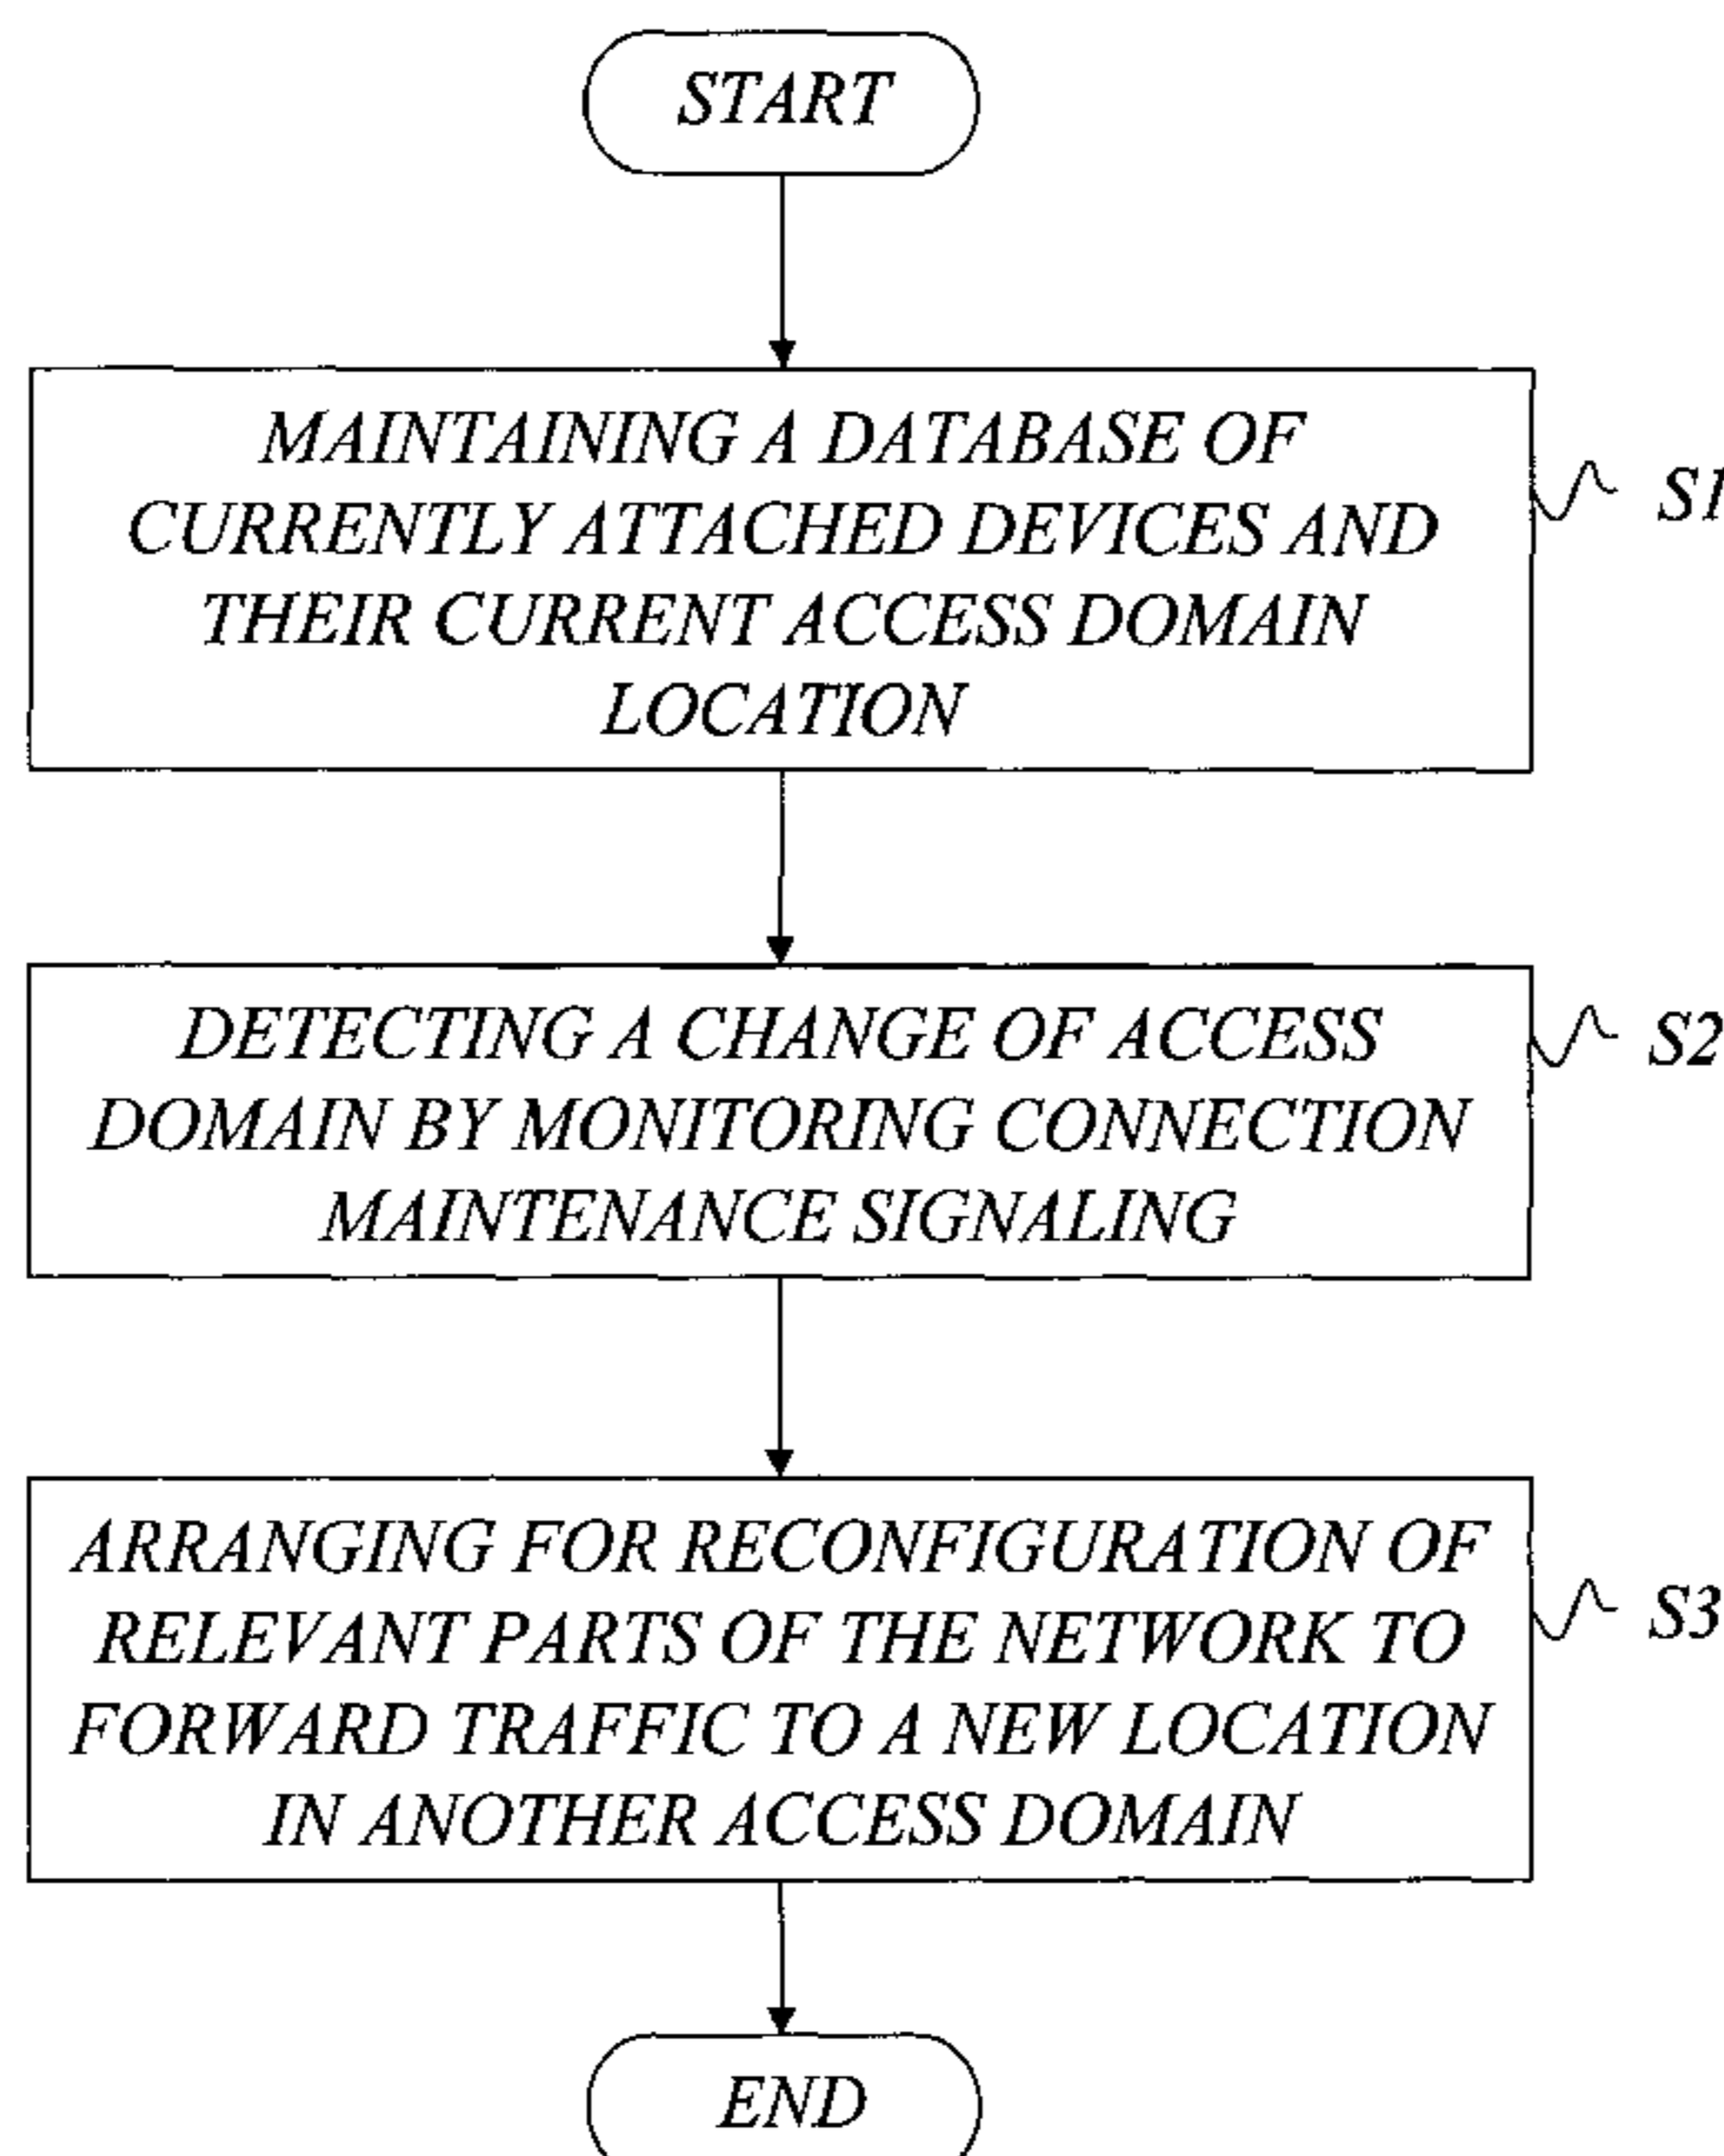 START
MAINTAINING A DATABASE OF
CURRENTLY ATTACHED DEVICES AND
THEIR CURRENT ACCESS DOMAIN
LOCATION
S1
DETECTING A CHANGE OF ACCESS
DOMAIN BY MONITORING CONNECTION
MAINTENANCE SIGNALING
S2
ARRANGING FOR RECONFIGURATION OF
RELEVANT PARTS OF THE NETWORK TO
FORWARD TRAFFIC TO A NEW LOCATION
IN ANOTHER ACCESS DOMAIN
S3
END